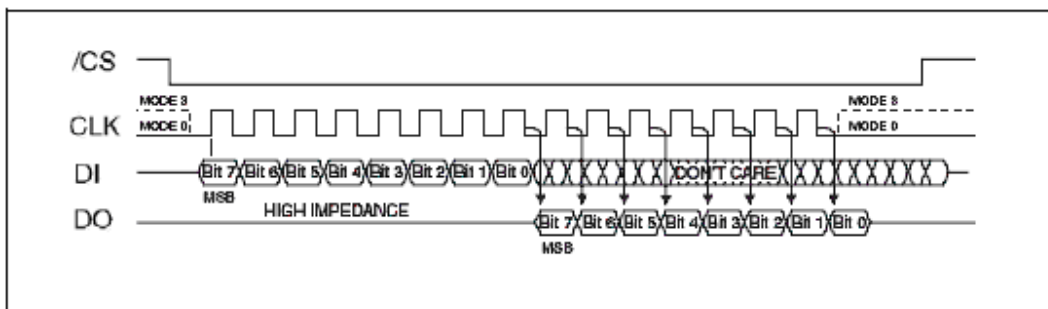 /CS
MODE 3
MODE 3
CLK
MODE 0
MODE 0
DI
Bit 7 Bit 6 Bit 5 Bit 4 Bit 3 Bit 2 Bit 1 Bit 0 DON'T CARE
MSB
HIGH IMPEDANCE
DO
Bit 7 Bit 6 Bit 5 Bit 4 Bit 3 Bit 2 Bit 1 Bit 0
MSB